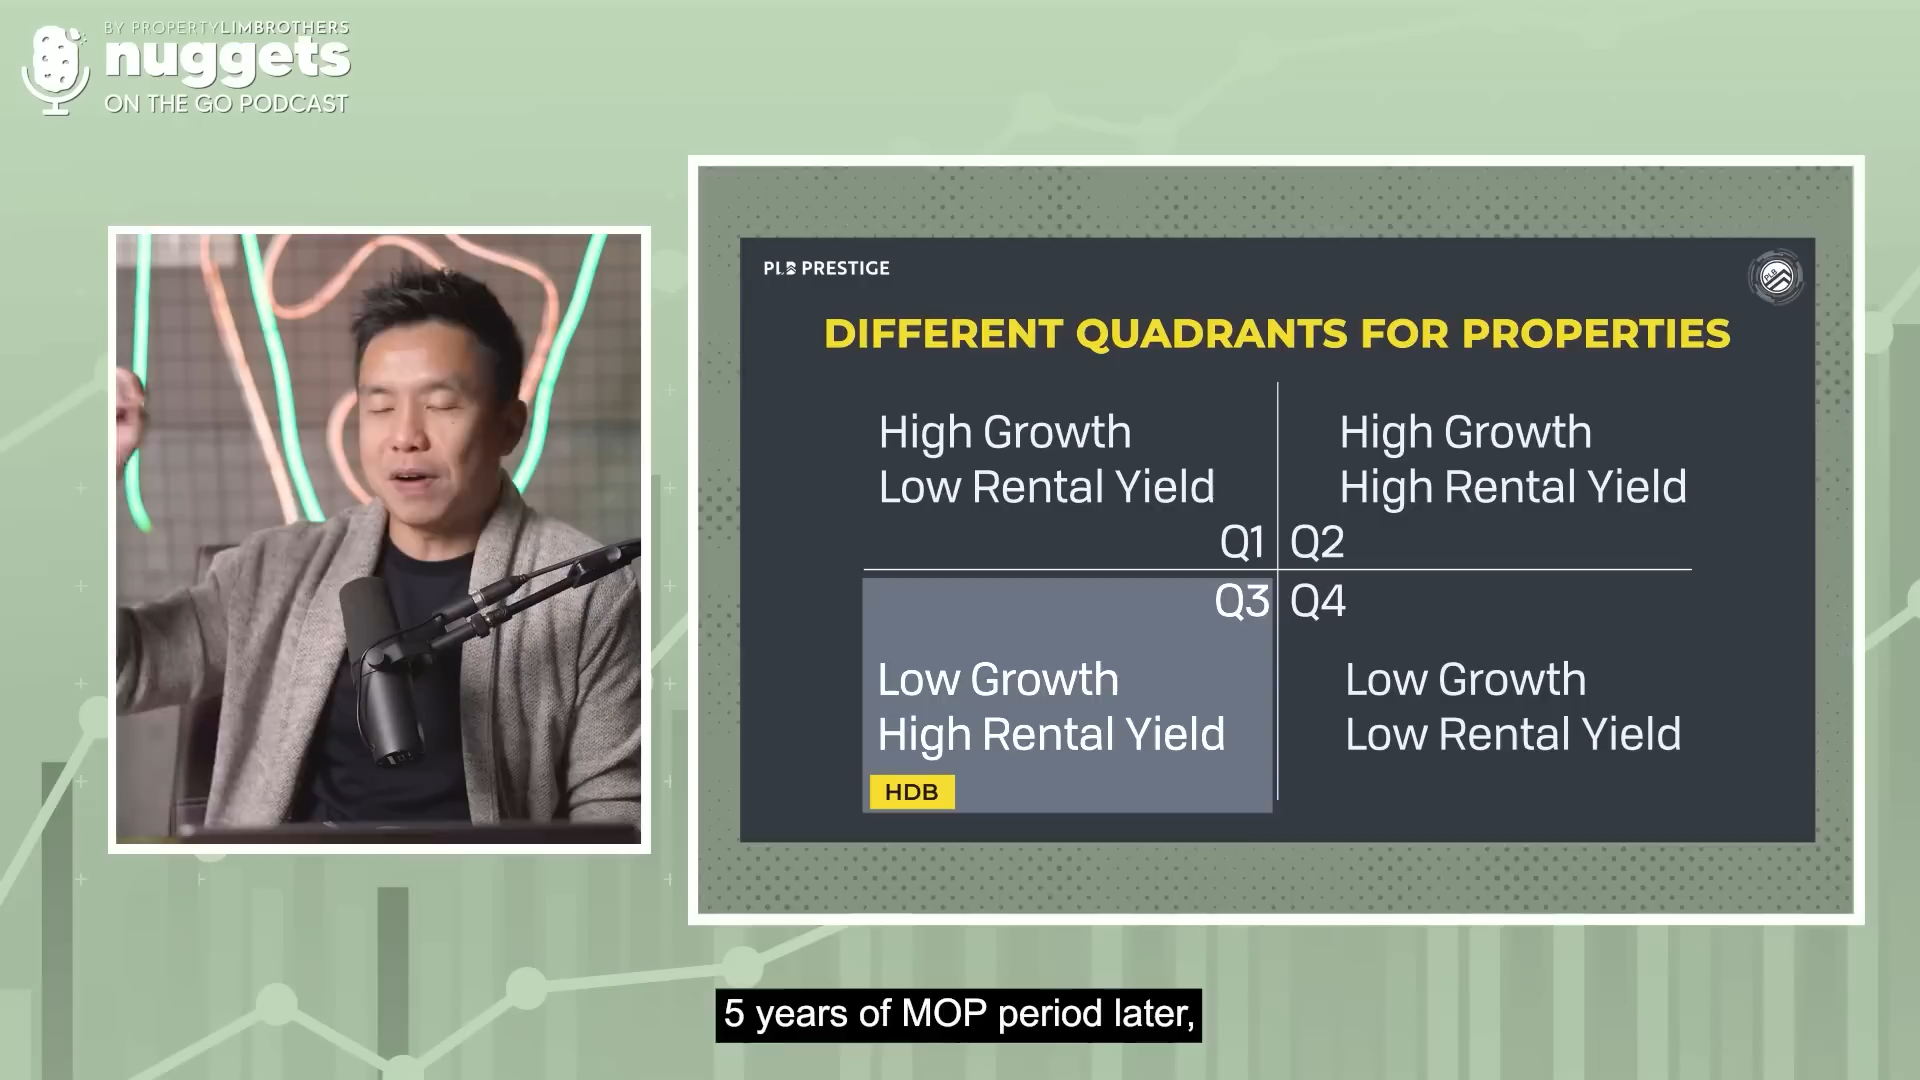 BY PROPERTYLIMBROTHERS
nuggets
ON THE GO PODCAST
PLB PRESTIGE
PLB
DIFFERENT QUADRANTS FOR PROPERTIES
High Growth
Low Rental Yield
Q1
High Growth
High Rental Yield
Q2
Q3
Low Growth
High Rental Yield
HDB
Q4
Low Growth
Low Rental Yield
5 years of MOP period later,